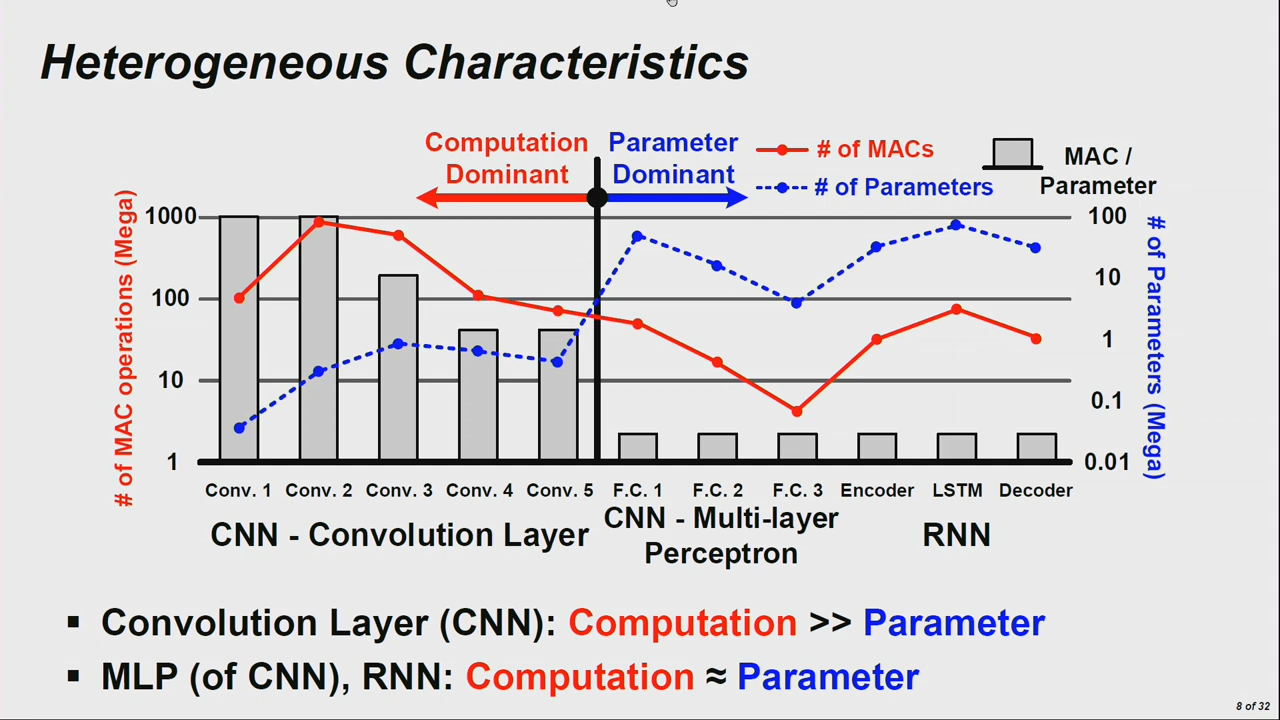 Heterogeneous Characteristics
Computation
Dominant
Parameter
Dominant
# of MACs
# of Parameters
MAC /
Parameter
# of MAC operations (Mega)
1000
100
10
1
100
10
1
0.1
0.01
# of Parameters (Mega)
Conv. 1 Conv. 2 Conv. 3 Conv. 4 Conv. 5 F.C. 1 F.C. 2 F.C. 3 Encoder LSTM Decoder
CNN - Convolution Layer
CNN - Multi-layer
Perceptron
RNN
▪ Convolution Layer (CNN): Computation >> Parameter
▪ MLP (of CNN), RNN: Computation ≈ Parameter
8 of 32